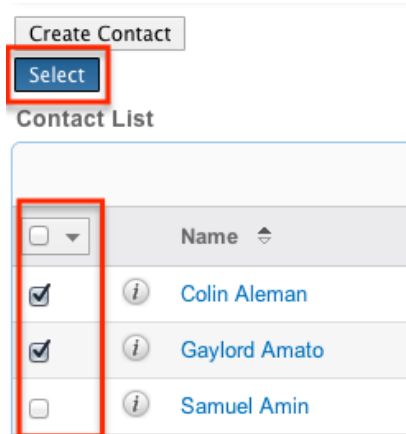 Create Contact
Select
Contact List
Name
i Colin Aleman
i Gaylord Amato
i Samuel Amin